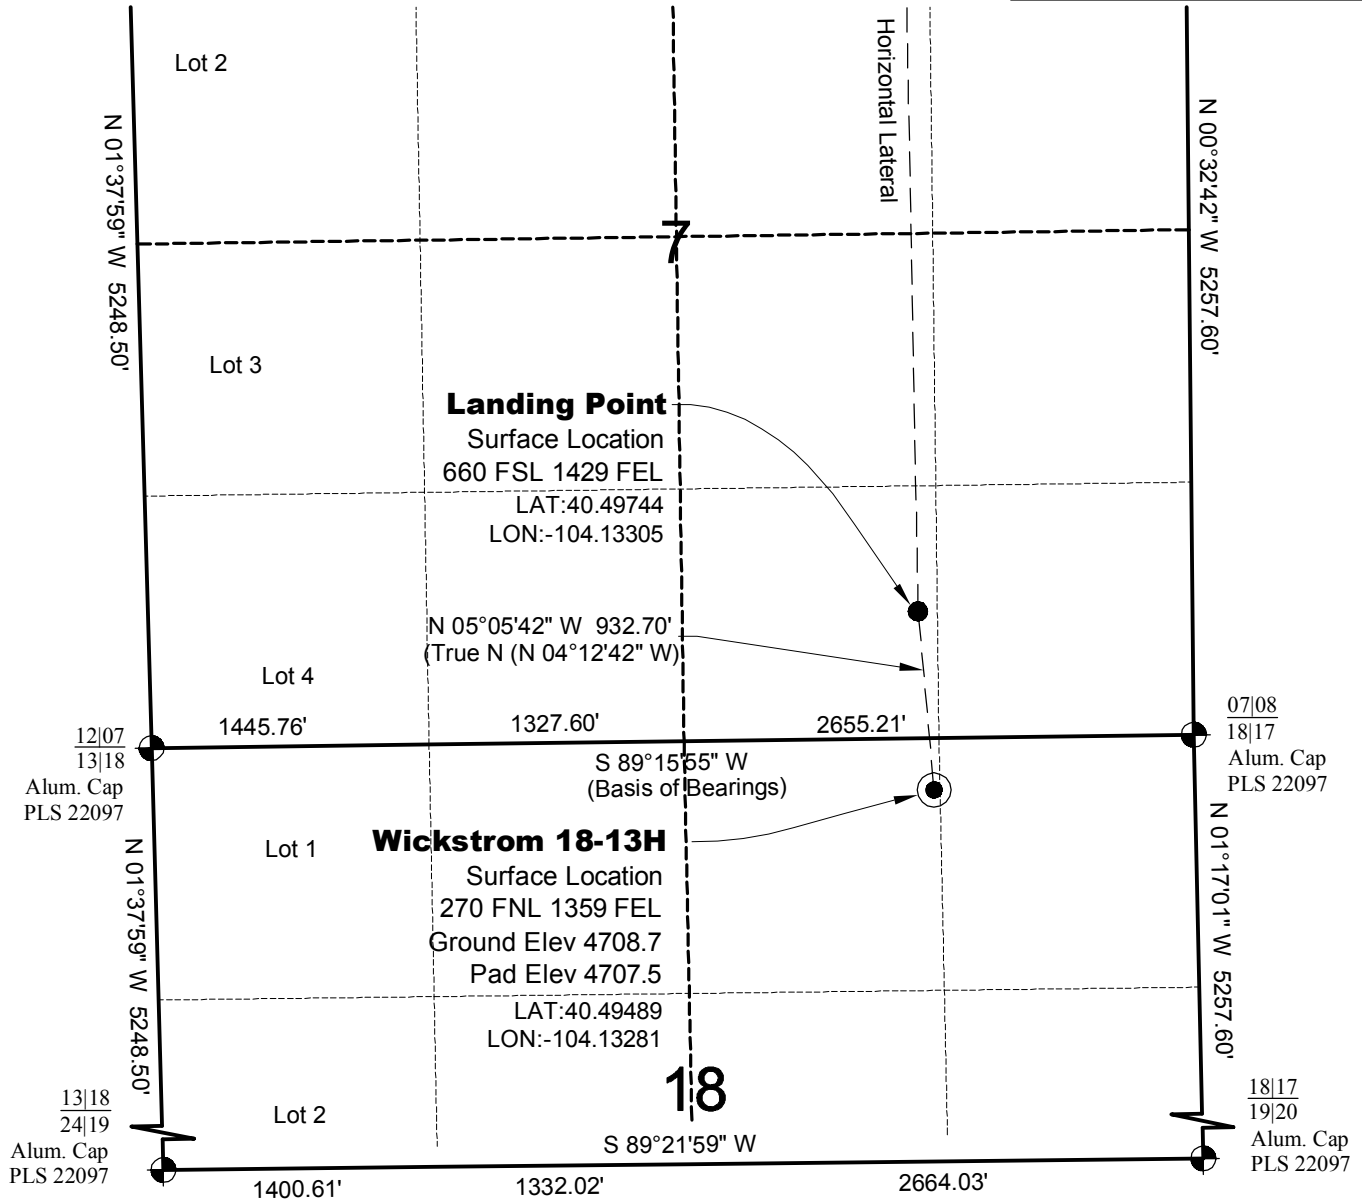 Lot 2
Horizontal Lateral
N 01°37'59" W 5248.50'
N 00°32'42" W 5257.60'
7
Lot 3
Landing Point
Surface Location
660 FSL 1429 FEL
LAT:40.49744
LON:-104.13305
N 05°05'42" W 932.70'
(True N (N 04°12'42" W)
Lot 4
1445.76'
1327.60'
2655.21'
12|07
13|18
Alum. Cap
PLS 22097
07|08
18|17
Alum. Cap
PLS 22097
S 89°15'55" W
(Basis of Bearings)
Lot 1
Wickstrom 18-13H
Surface Location
270 FNL 1359 FEL
Ground Elev 4708.7
Pad Elev 4707.5
LAT:40.49489
LON:-104.13281
N 01°37'59" W 5248.50'
N 01°17'01" W 5257.60'
18
Lot 2
13|18
24|19
Alum. Cap
PLS 22097
18|17
19|20
Alum. Cap
PLS 22097
S 89°21'59" W
1400.61'
1332.02'
2664.03'